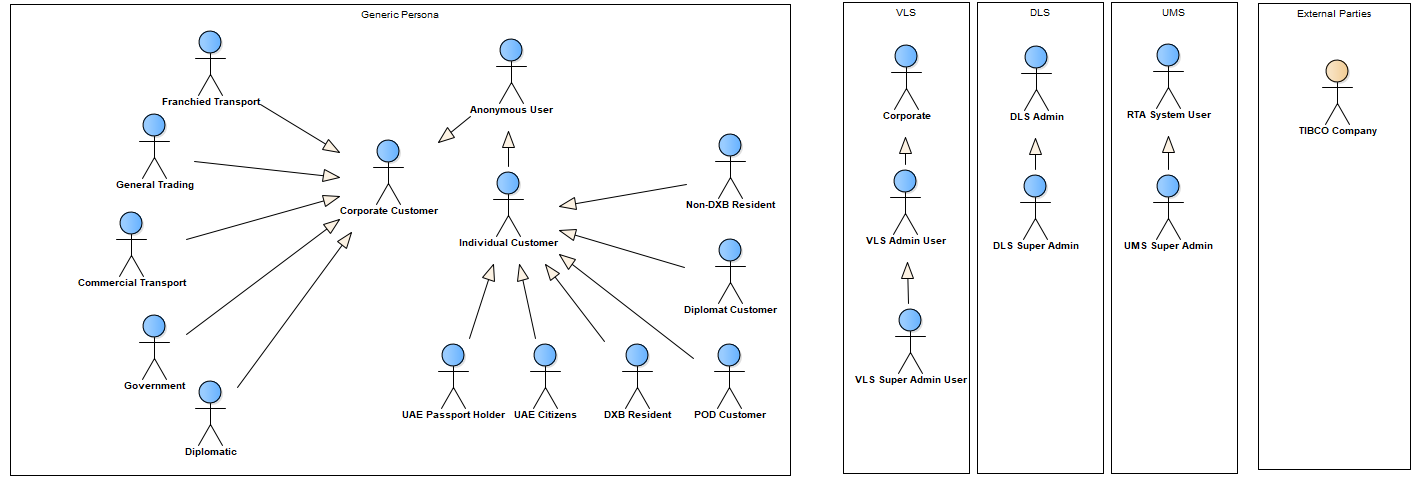 Generic Persona
Franchied Transport
Anonymous User
General Trading
Corporate Customer
Non-DXB Resident
Individual Customer
Commercial Transport
Diplomat Customer
Government
UAE Passport Holder
UAE Citizens
DXB Resident
POD Customer
Diplomatic
VLS
Corporate
VLS Admin User
VLS Super Admin User
DLS
DLS Admin
DLS Super Admin
UMS
RTA System User
UMS Super Admin
External Parties
TIBCO Company